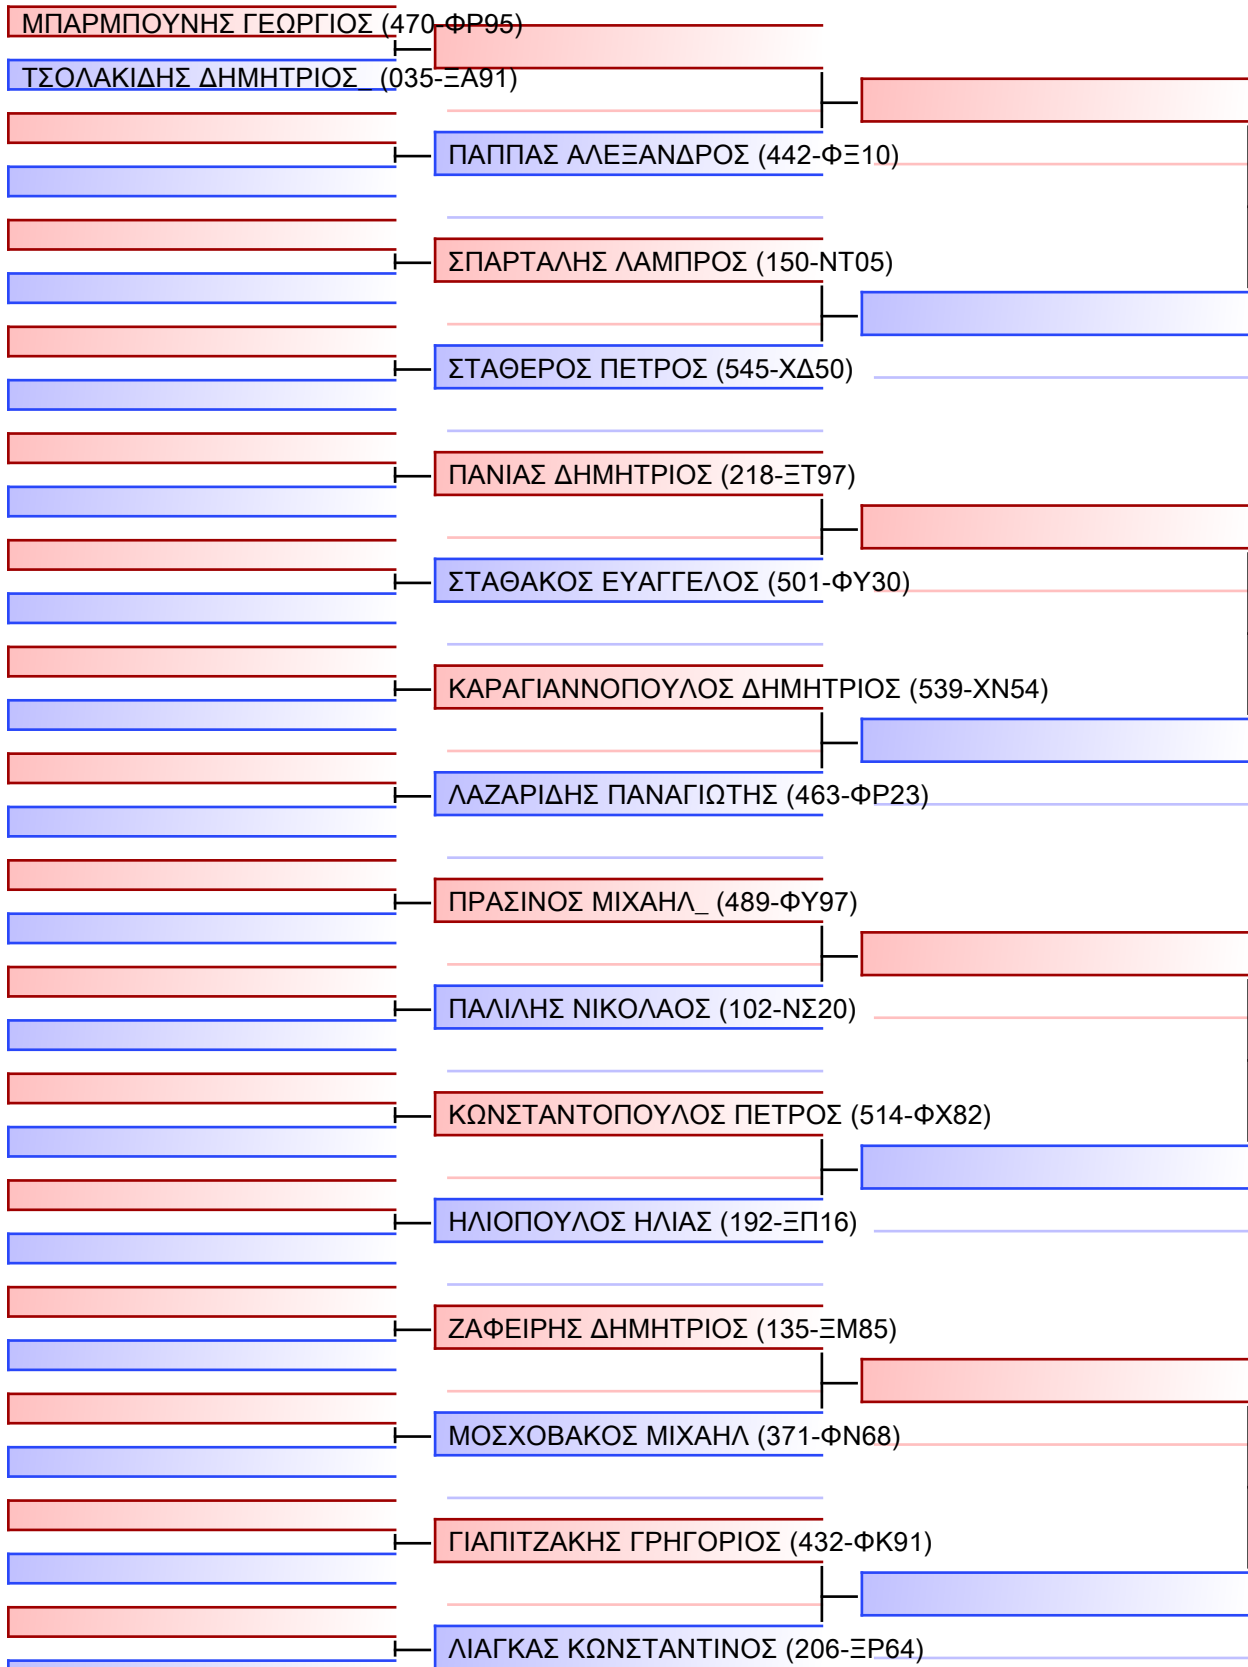 ΜΠΑΡΜΠΟΥΝΗΣ ΓΕΩΡΓΙΟΣ (470-ΦΡ95)
ΤΣΟΛΑΚΙΔΗΣ ΔΗΜΗΤΡΙΟΣ_ (035-ΞΑ91)
ΠΑΠΠΑΣ ΑΛΕΞΑΝΔΡΟΣ (442-ΦΞ10)
ΣΠΑΡΤΑΛΗΣ ΛΑΜΠΡΟΣ (150-ΝΤ05)
ΣΤΑΘΕΡΟΣ ΠΕΤΡΟΣ (545-ΧΔ50)
ΠΑΝΙΑΣ ΔΗΜΗΤΡΙΟΣ (218-ΞΤ97)
ΣΤΑΘΑΚΟΣ ΕΥΑΓΓΕΛΟΣ (501-ΦΥ30)
ΚΑΡΑΓΙΑΝΝΟΠΟΥΛΟΣ ΔΗΜΗΤΡΙΟΣ (539-ΧΝ54)
ΛΑΖΑΡΙΔΗΣ ΠΑΝΑΓΙΩΤΗΣ (463-ΦΡ23)
ΠΡΑΣΙΝΟΣ ΜΙΧΑΗΛ_ (489-ΦΥ97)
ΠΑΛΙΛΗΣ ΝΙΚΟΛΑΟΣ (102-ΝΣ20)
ΚΩΝΣΤΑΝΤΟΠΟΥΛΟΣ ΠΕΤΡΟΣ (514-ΦΧ82)
ΗΛΙΟΠΟΥΛΟΣ ΗΛΙΑΣ (192-ΞΠ16)
ΖΑΦΕΙΡΗΣ ΔΗΜΗΤΡΙΟΣ (135-ΞΜ85)
ΜΟΣΧΟΒΑΚΟΣ ΜΙΧΑΗΛ (371-ΦΝ68)
ΓΙΑΠΙΤΖΑΚΗΣ ΓΡΗΓΟΡΙΟΣ (432-ΦΚ91)
ΛΙΑΓΚΑΣ ΚΩΝΣΤΑΝΤΙΝΟΣ (206-ΞΡ64)